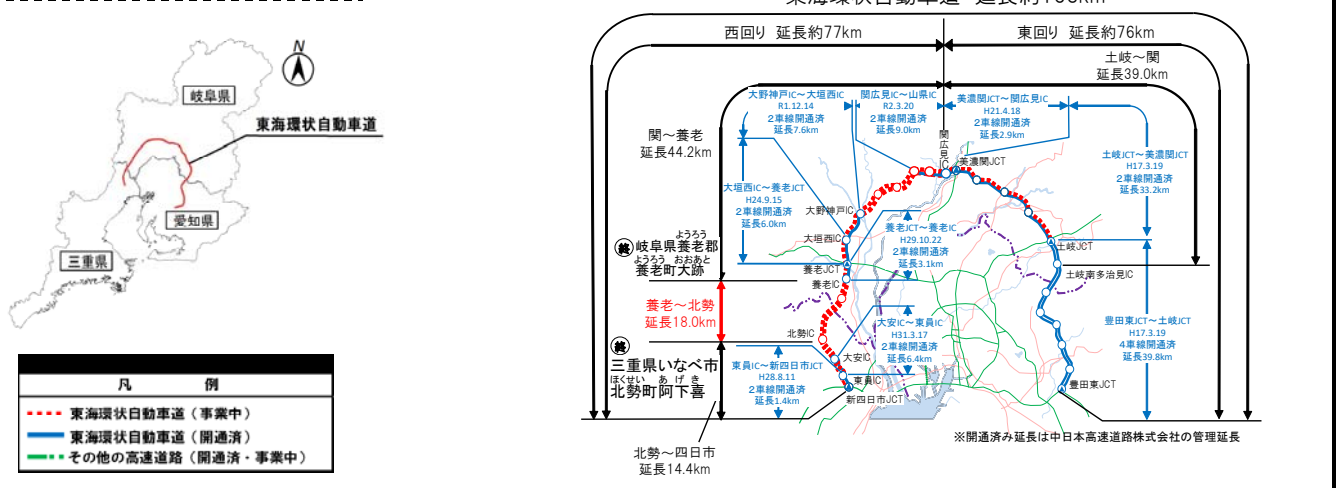 N
岐阜県
東海環状自動車道
愛知県
三重県
凡 例
東海環状自動車道（事業中）
東海環状自動車道（開通済）
その他の高速道路（開通済・事業中）
西回り 延長約77km
東回り 延長約76km
土岐～関
延長39.0km
大野神戸IC～大垣西IC
R1.12.14
２車線開通済
延長7.6km
関広見IC～山県IC
R2.3.20
２車線開通済
延長9.0km
美濃関JCT～関広見IC
H21.4.18
２車線開通済
延長2.9km
関～養老
延長44.2km
関広見IC
美濃関JCT
土岐JCT～美濃関JCT
H17.3.19
２車線開通済
延長33.2km
大垣西IC～養老JCT
H24.9.15
２車線開通済
延長6.0km
大野神戸IC
大垣西IC
養老JCT～養老IC
H29.10.22
２車線開通済
延長3.1km
土岐JCT
土岐南多治見IC
ようろう
終 岐阜県養老郡
ようろう おおあと
養老町大跡
養老JCT
養老IC
養老～北勢
延長18.0km
北勢IC
大安IC～東員IC
H31.3.17
２車線開通済
延長6.4km
豊田東JCT～土岐JCT
H17.3.19
４車線開通済
延長39.8km
終
三重県いなべ市
ほくせい あげき
北勢町阿下喜
東員IC～新四日市JCT
H28.8.11
２車線開通済
延長1.4km
大安IC
東員IC
新四日市JCT
豊田東JCT
※開通済み延長は中日本高速道路株式会社の管理延長
北勢～四日市
延長14.4km